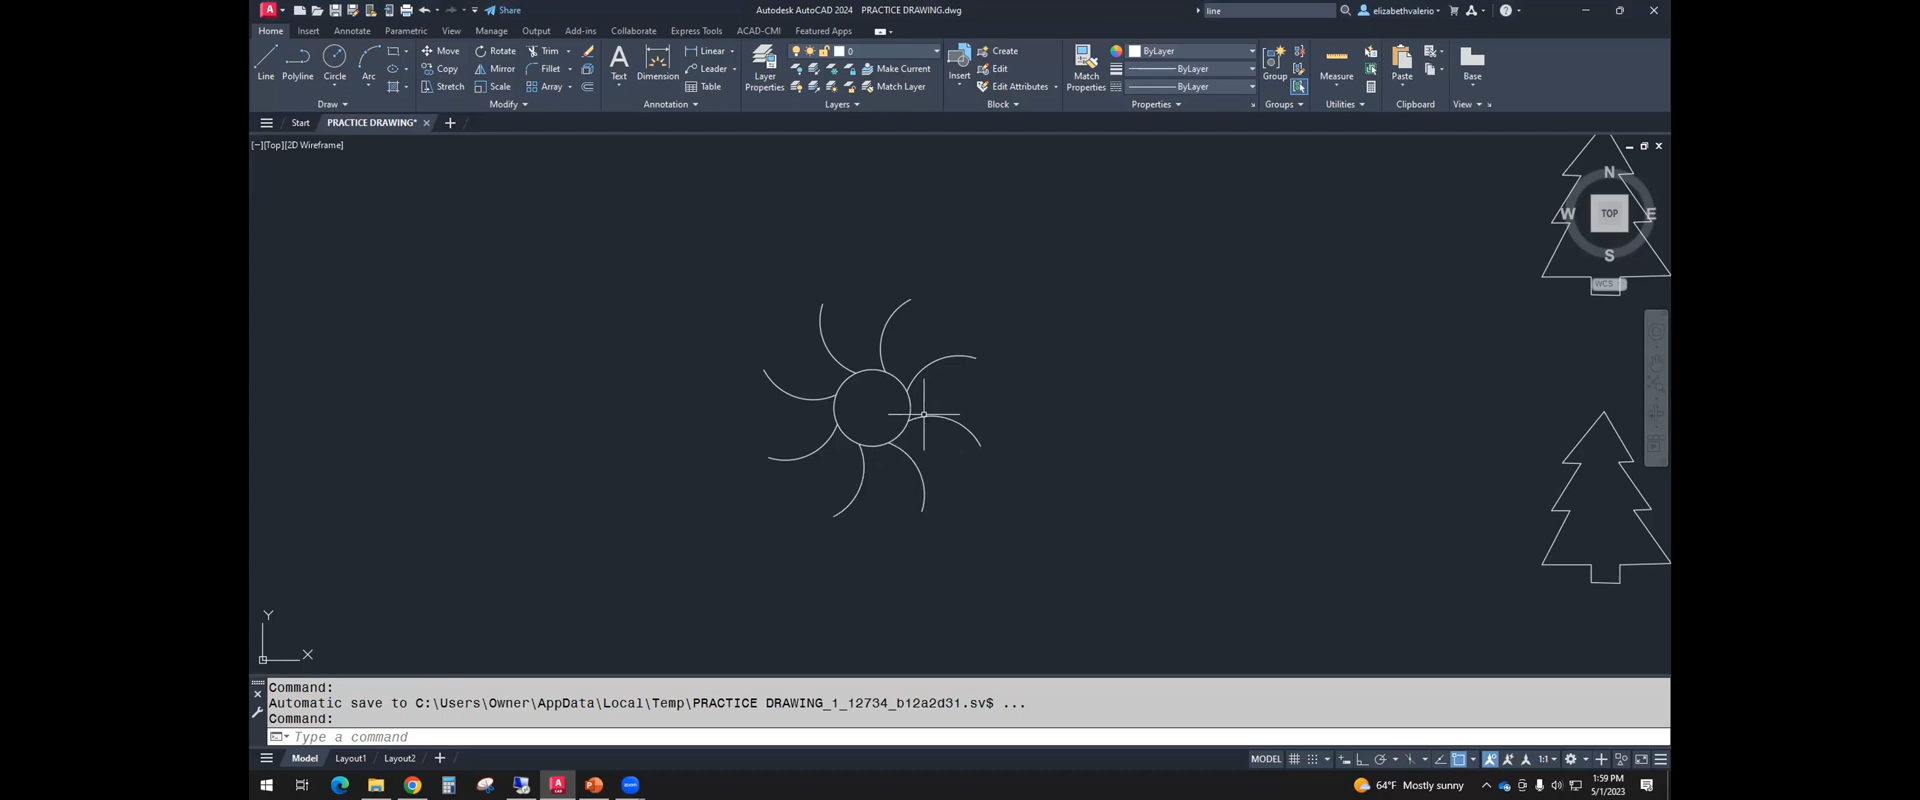 Share
Autodesk AutoCAD 2024 PRACTICE DRAWING.dwg
line
elizabethvalerio
Home Insert Annotate Parametric View Manage Output Add-ins Collaborate Express Tools ACAD-CMI Featured Apps
Line Polyline Circle Arc
Move Rotate Trim
Copy Mirror Fillet
Stretch Scale Array
Text Dimension
Linear
Leader
Table
Layer Properties
0
Make Current
Match Layer
Insert
Create
Edit
Edit Attributes
Match Properties
ByLayer
ByLayer
ByLayer
Group
Measure
Paste
Base
Draw Modify Annotation Layers Block Properties Groups Utilities Clipboard View
Start PRACTICE DRAWING*
[−][Top][2D Wireframe]
N
W TOP E
S
WCS
Y
X
Command:
Automatic save to C:\Users\Owner\AppData\Local\Temp\PRACTICE DRAWING_1_12734_b12a2d31.sv$ ...
Command:
Type a command
Model Layout1 Layout2
MODEL 1:1
64°F Mostly sunny
1:59 PM
5/1/2023